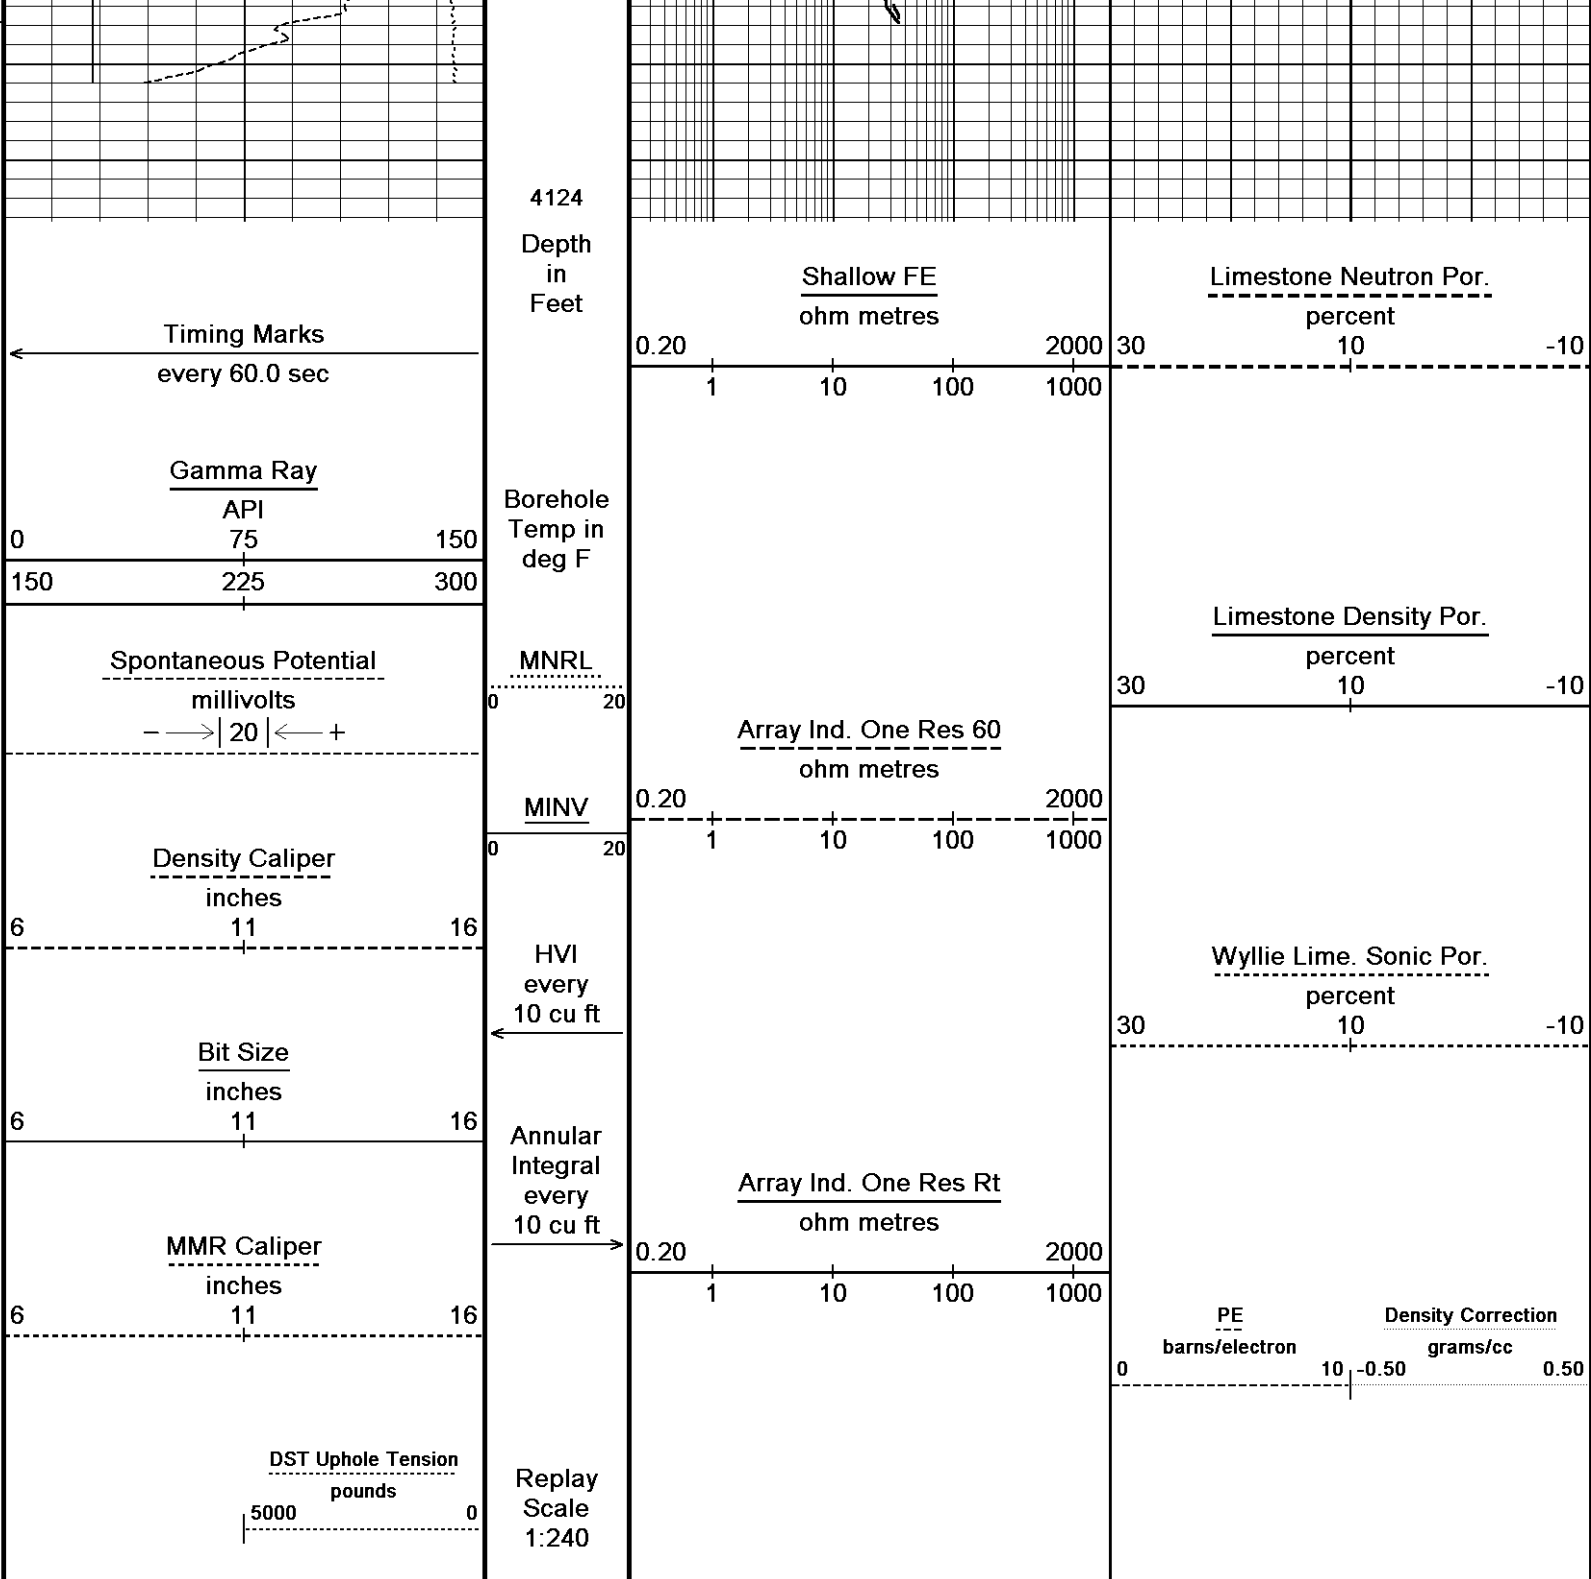 4124
Depth
in
Feet
Timing Marks
every 60.0 sec
Gamma Ray
API
0 75 150
150 225 300
Spontaneous Potential
millivolts
− 20 +
Density Caliper
inches
6 11 16
Bit Size
inches
6 11 16
MMR Caliper
inches
6 11 16
DST Uphole Tension
pounds
5000 0
Borehole
Temp in
deg F
MNRL
0 20
MINV
0 20
HVI
every
10 cu ft
Annular
Integral
every
10 cu ft
Replay
Scale
1:240
Shallow FE
ohm metres
0.20 2000
1 10 100 1000
Array Ind. One Res 60
ohm metres
0.20 2000
1 10 100 1000
Array Ind. One Res Rt
ohm metres
0.20 2000
1 10 100 1000
Limestone Neutron Por.
percent
30 10 -10
Limestone Density Por.
percent
30 10 -10
Wyllie Lime. Sonic Por.
percent
30 10 -10
PE
barns/electron
0 10
Density Correction
grams/cc
-0.50 0.50